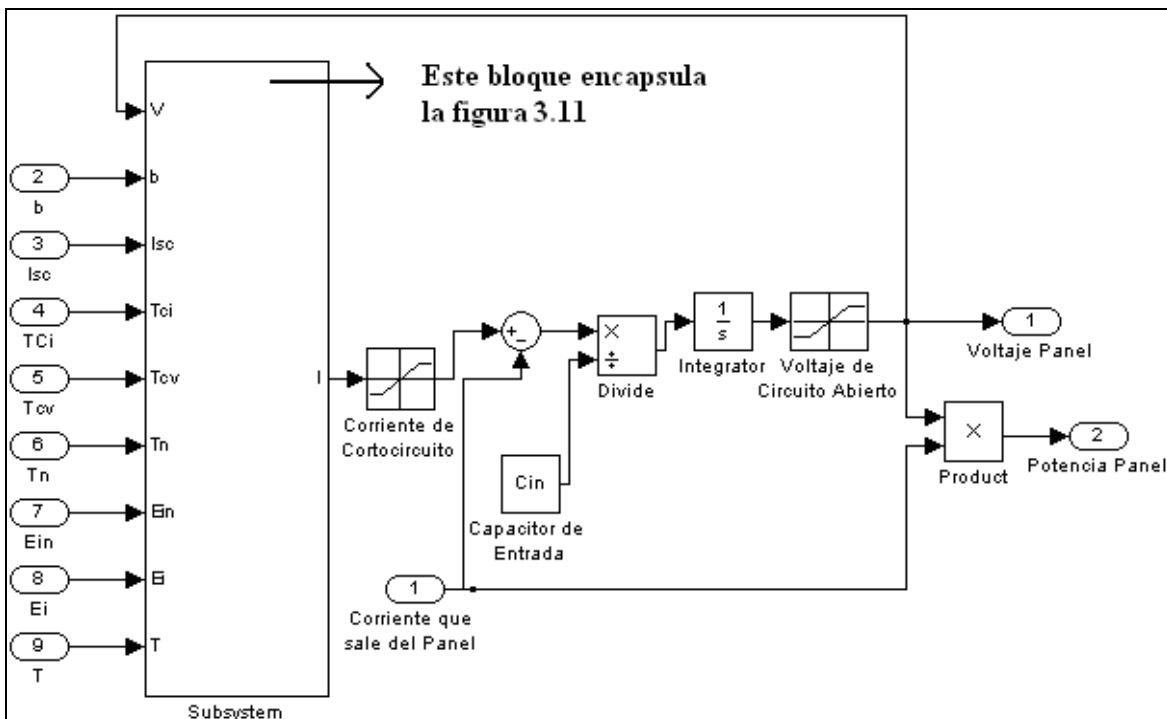 Este bloque encapsula
la figura 3.11
V
2
b
b
3
Isc
Isc
4
Tci
TCi
5
Tcv
Tcv
6
Tn
Tn
7
Ein
Ein
8
Ei
Ei
9
T
T
I
Subsystem
Corriente de
Cortocircuito
+
−
×
÷
Divide
1
s
Integrator
Voltaje de
Circuito Abierto
1
Voltaje Panel
×
Product
2
Potencia Panel
Cin
Capacitor de
Entrada
1
Corriente que
sale del Panel